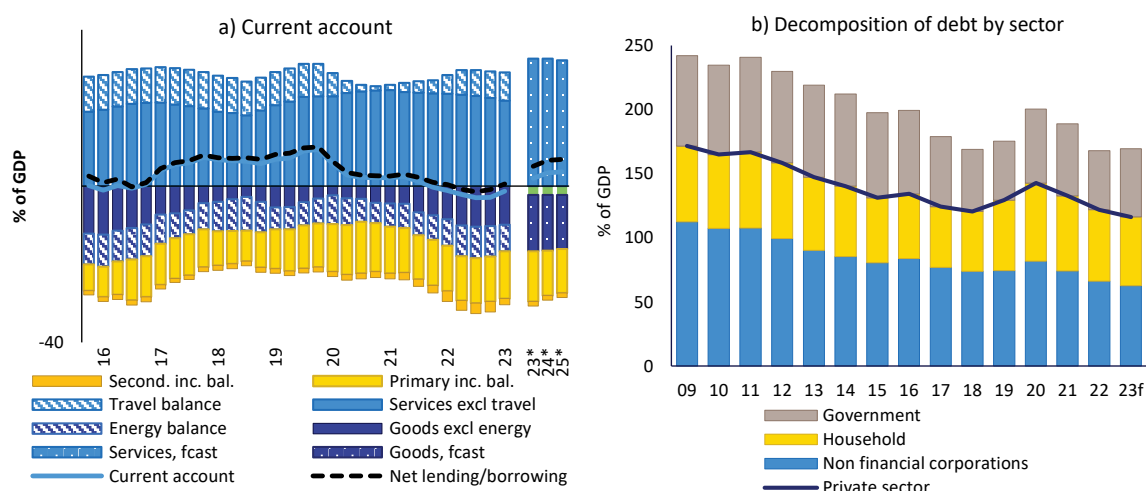 a) Current account
% of GDP
-40
16
17
18
19
20
21
22
23
23*
24*
25*
Second. inc. bal.
Primary inc. bal.
Travel balance
Services excl travel
Energy balance
Goods excl energy
Services, fcast
Goods, fcast
Current account
Net lending/borrowing
b) Decomposition of debt by sector
% of GDP
250
200
150
100
50
0
09 10 11 12 13 14 15 16 17 18 19 20 21 22 23f
Government
Household
Non financial corporations
Private sector